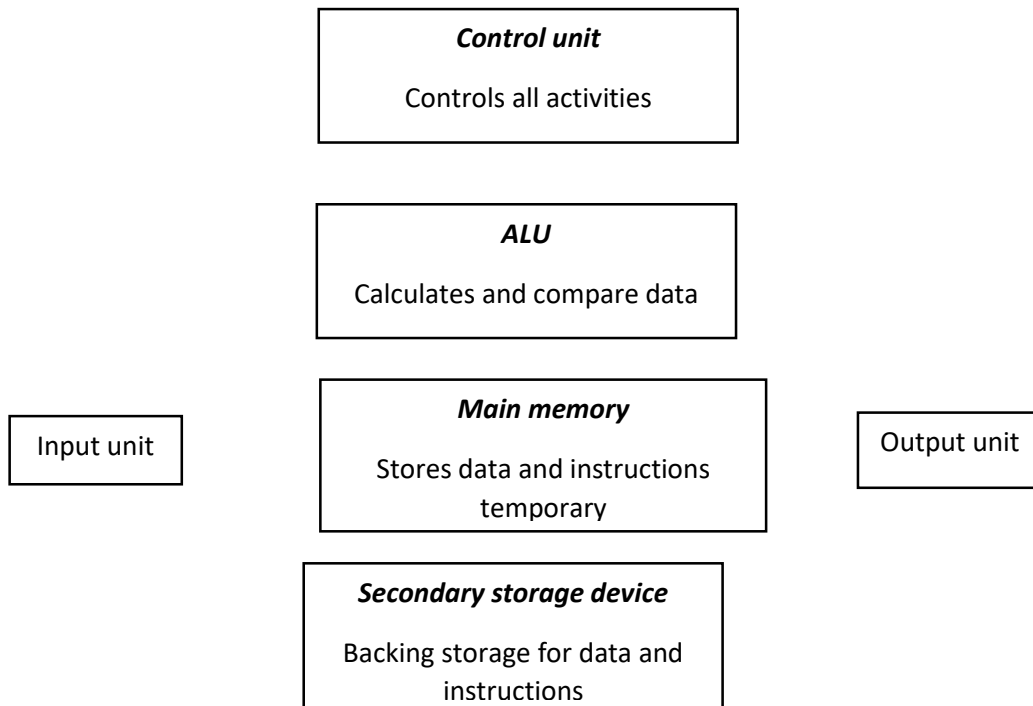 Control unit
Controls all activities
ALU
Calculates and compare data
Main memory
Stores data and instructions
temporary
Input unit
Output unit
Secondary storage device
Backing storage for data and
instructions